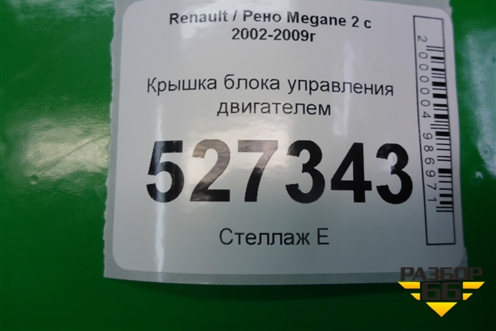 Renault / Рено Megane 2 с
2002-2009г
Крышка блока управления
двигателем
527343
Стеллаж Е
2000004986971
РАЗБОР
66